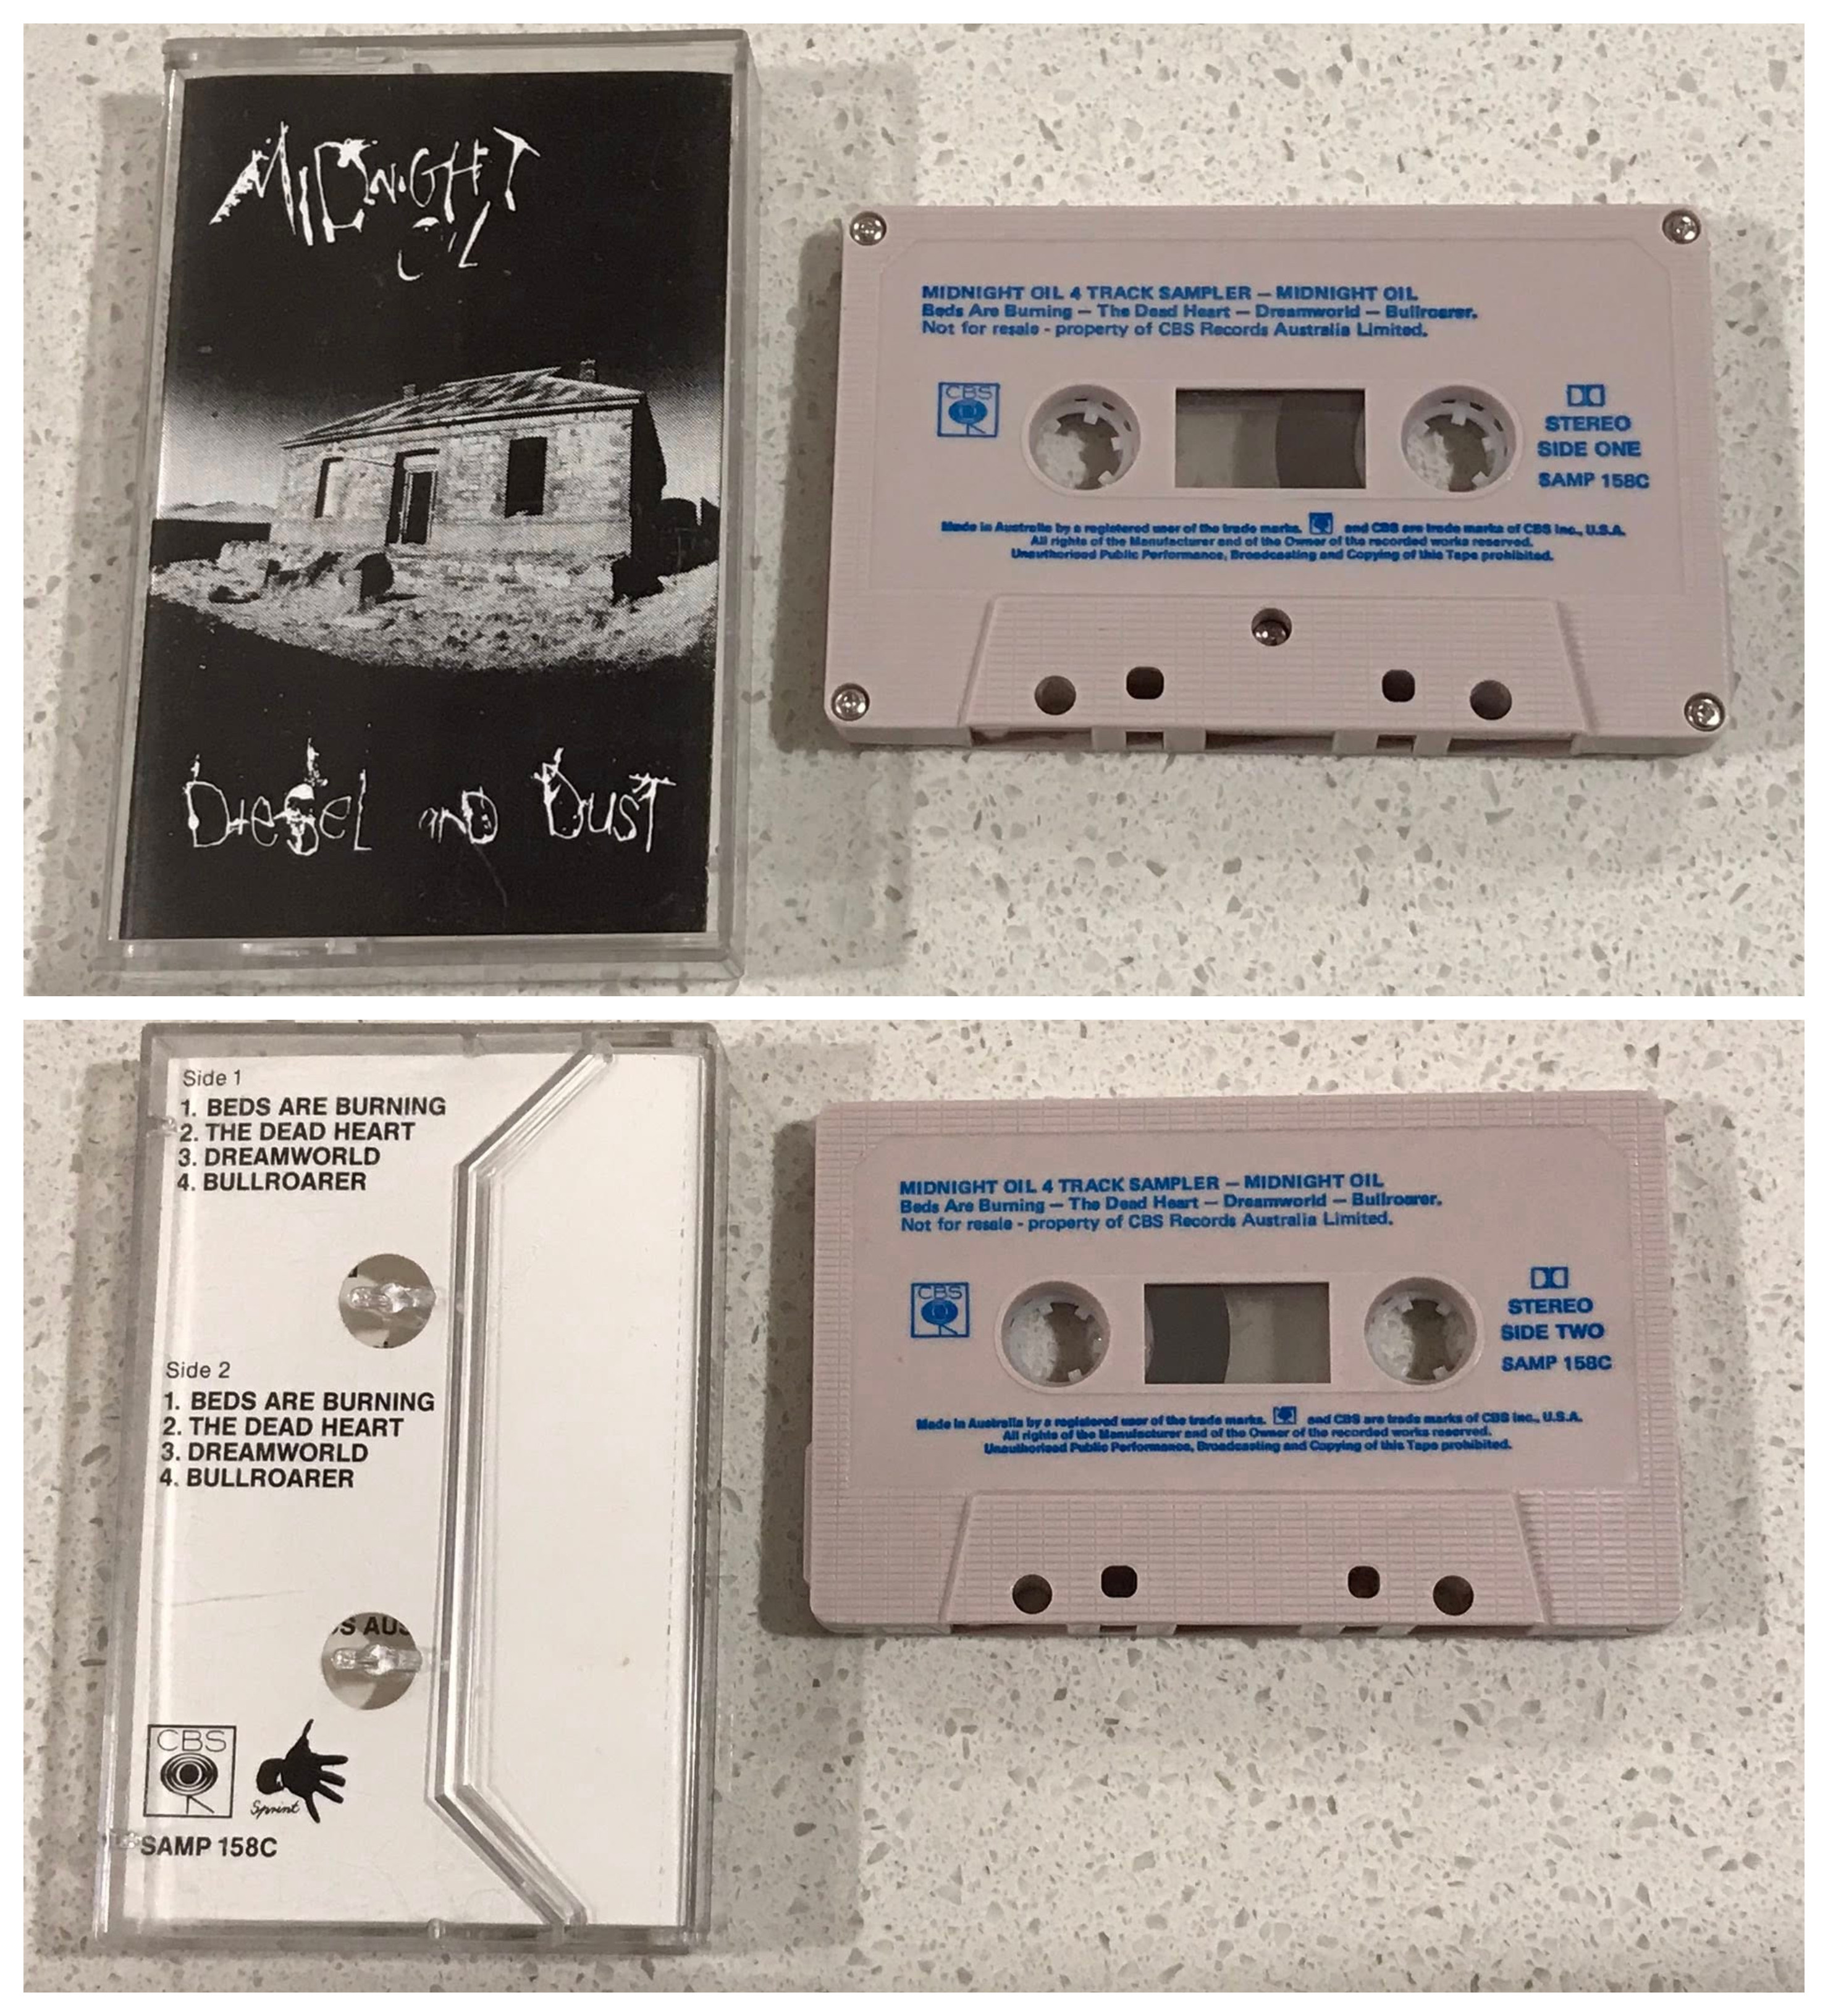 MIDNIGHT
OIL
DIESEL AND DUST
MIDNIGHT OIL 4 TRACK SAMPLER – MIDNIGHT OIL
Beds Are Burning – The Dead Heart – Dreamworld – Bullroarer.
Not for resale - property of CBS Records Australia Limited.
CBS
STEREO
SIDE ONE
SAMP 158C
Made in Australia by a registered user of the trade marks. and CBS are trade marks of CBS Inc., U.S.A.
All rights of the Manufacturer and of the Owner of the recorded works reserved.
Unauthorised Public Performance, Broadcasting and Copying of this Tape prohibited.
Side 1
1. BEDS ARE BURNING
2. THE DEAD HEART
3. DREAMWORLD
4. BULLROARER
Side 2
1. BEDS ARE BURNING
2. THE DEAD HEART
3. DREAMWORLD
4. BULLROARER
S AUS
CBS
Sprint
SAMP 158C
MIDNIGHT OIL 4 TRACK SAMPLER – MIDNIGHT OIL
Beds Are Burning – The Dead Heart – Dreamworld – Bullroarer.
Not for resale - property of CBS Records Australia Limited.
CBS
STEREO
SIDE TWO
SAMP 158C
Made in Australia by a registered user of the trade marks. and CBS are trade marks of CBS Inc., U.S.A.
All rights of the Manufacturer and of the Owner of the recorded works reserved.
Unauthorised Public Performance, Broadcasting and Copying of this Tape prohibited.